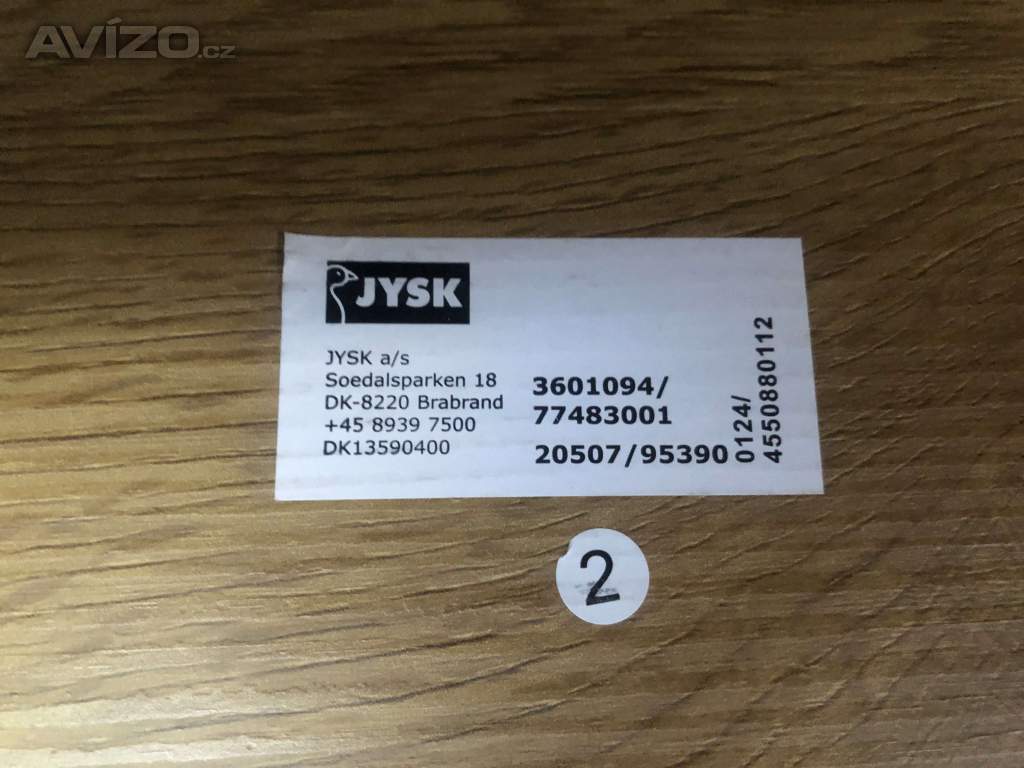 AVÍZO.cz
JYSK
JYSK a/s
Soedalsparken 18
DK-8220 Brabrand
+45 8939 7500
DK13590400
3601094/
77483001
20507/95390
0124/
4550880112
2